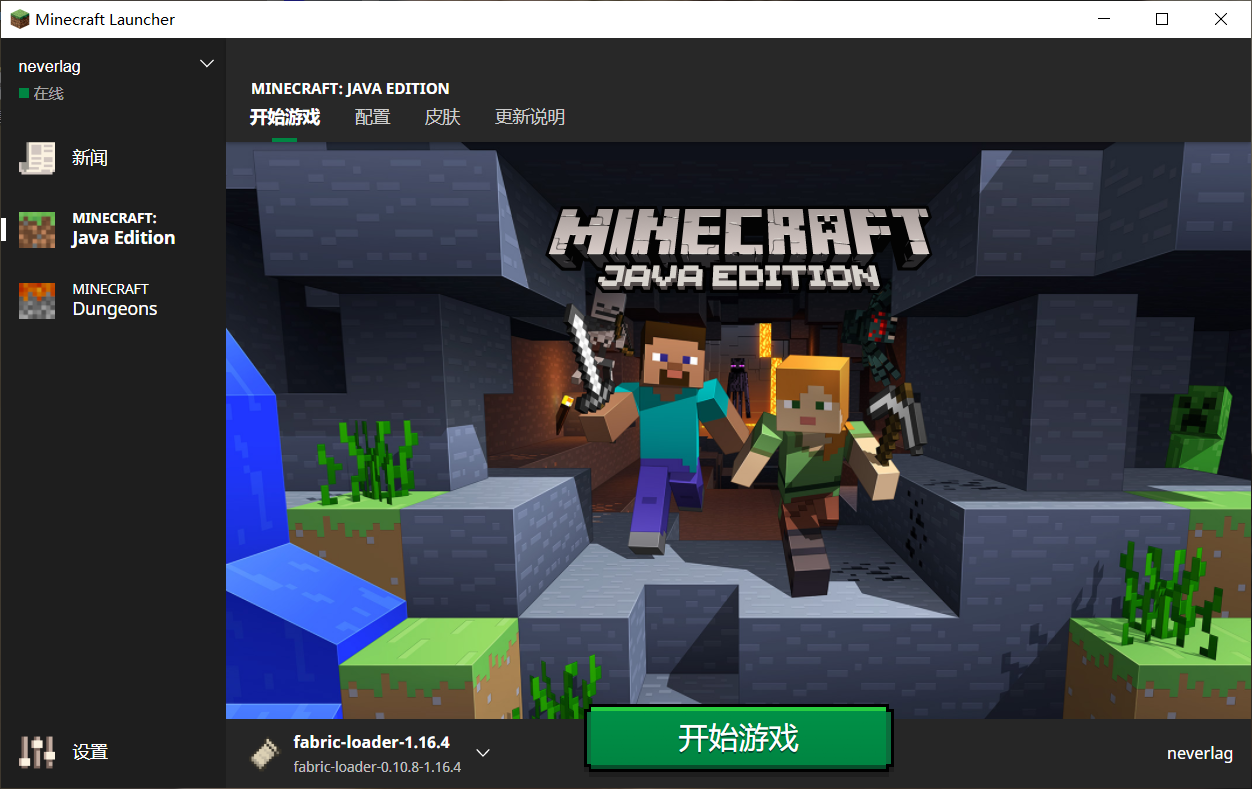 Minecraft Launcher
neverlag
在线
新闻
MINECRAFT:
Java Edition
MINECRAFT
Dungeons
设置
MINECRAFT: JAVA EDITION
开始游戏 配置 皮肤 更新说明
MINECRAFT
JAVA EDITION
fabric-loader-1.16.4
fabric-loader-0.10.8-1.16.4
开始游戏
neverlag